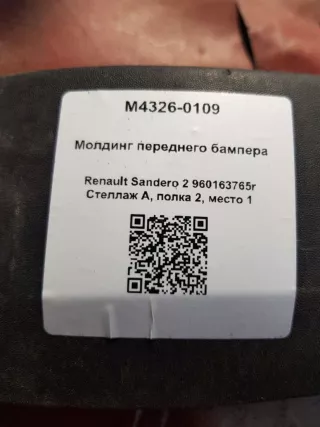 M4326-0109
Молдинг переднего бампера
Renault Sandero 2 960163765r
Стеллаж А, полка 2, место 1